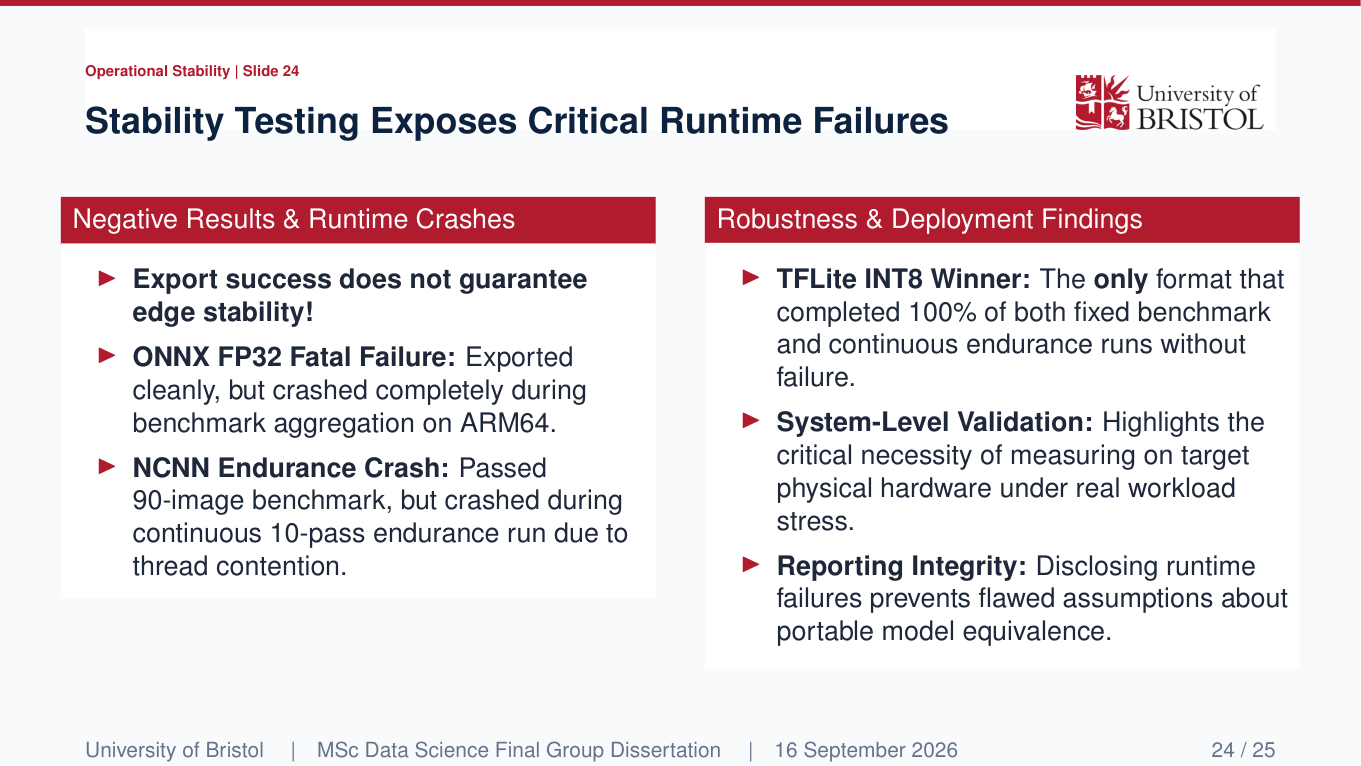 Operational Stability | Slide 24
Stability Testing Exposes Critical Runtime Failures
University of
BRISTOL
Negative Results & Runtime Crashes
Export success does not guarantee
edge stability!
ONNX FP32 Fatal Failure: Exported
cleanly, but crashed completely during
benchmark aggregation on ARM64.
NCNN Endurance Crash: Passed
90-image benchmark, but crashed during
continuous 10-pass endurance run due to
thread contention.
Robustness & Deployment Findings
TFLite INT8 Winner: The only format that
completed 100% of both fixed benchmark
and continuous endurance runs without
failure.
System-Level Validation: Highlights the
critical necessity of measuring on target
physical hardware under real workload
stress.
Reporting Integrity: Disclosing runtime
failures prevents flawed assumptions about
portable model equivalence.
University of Bristol | MSc Data Science Final Group Dissertation | 16 September 2026 24 / 25